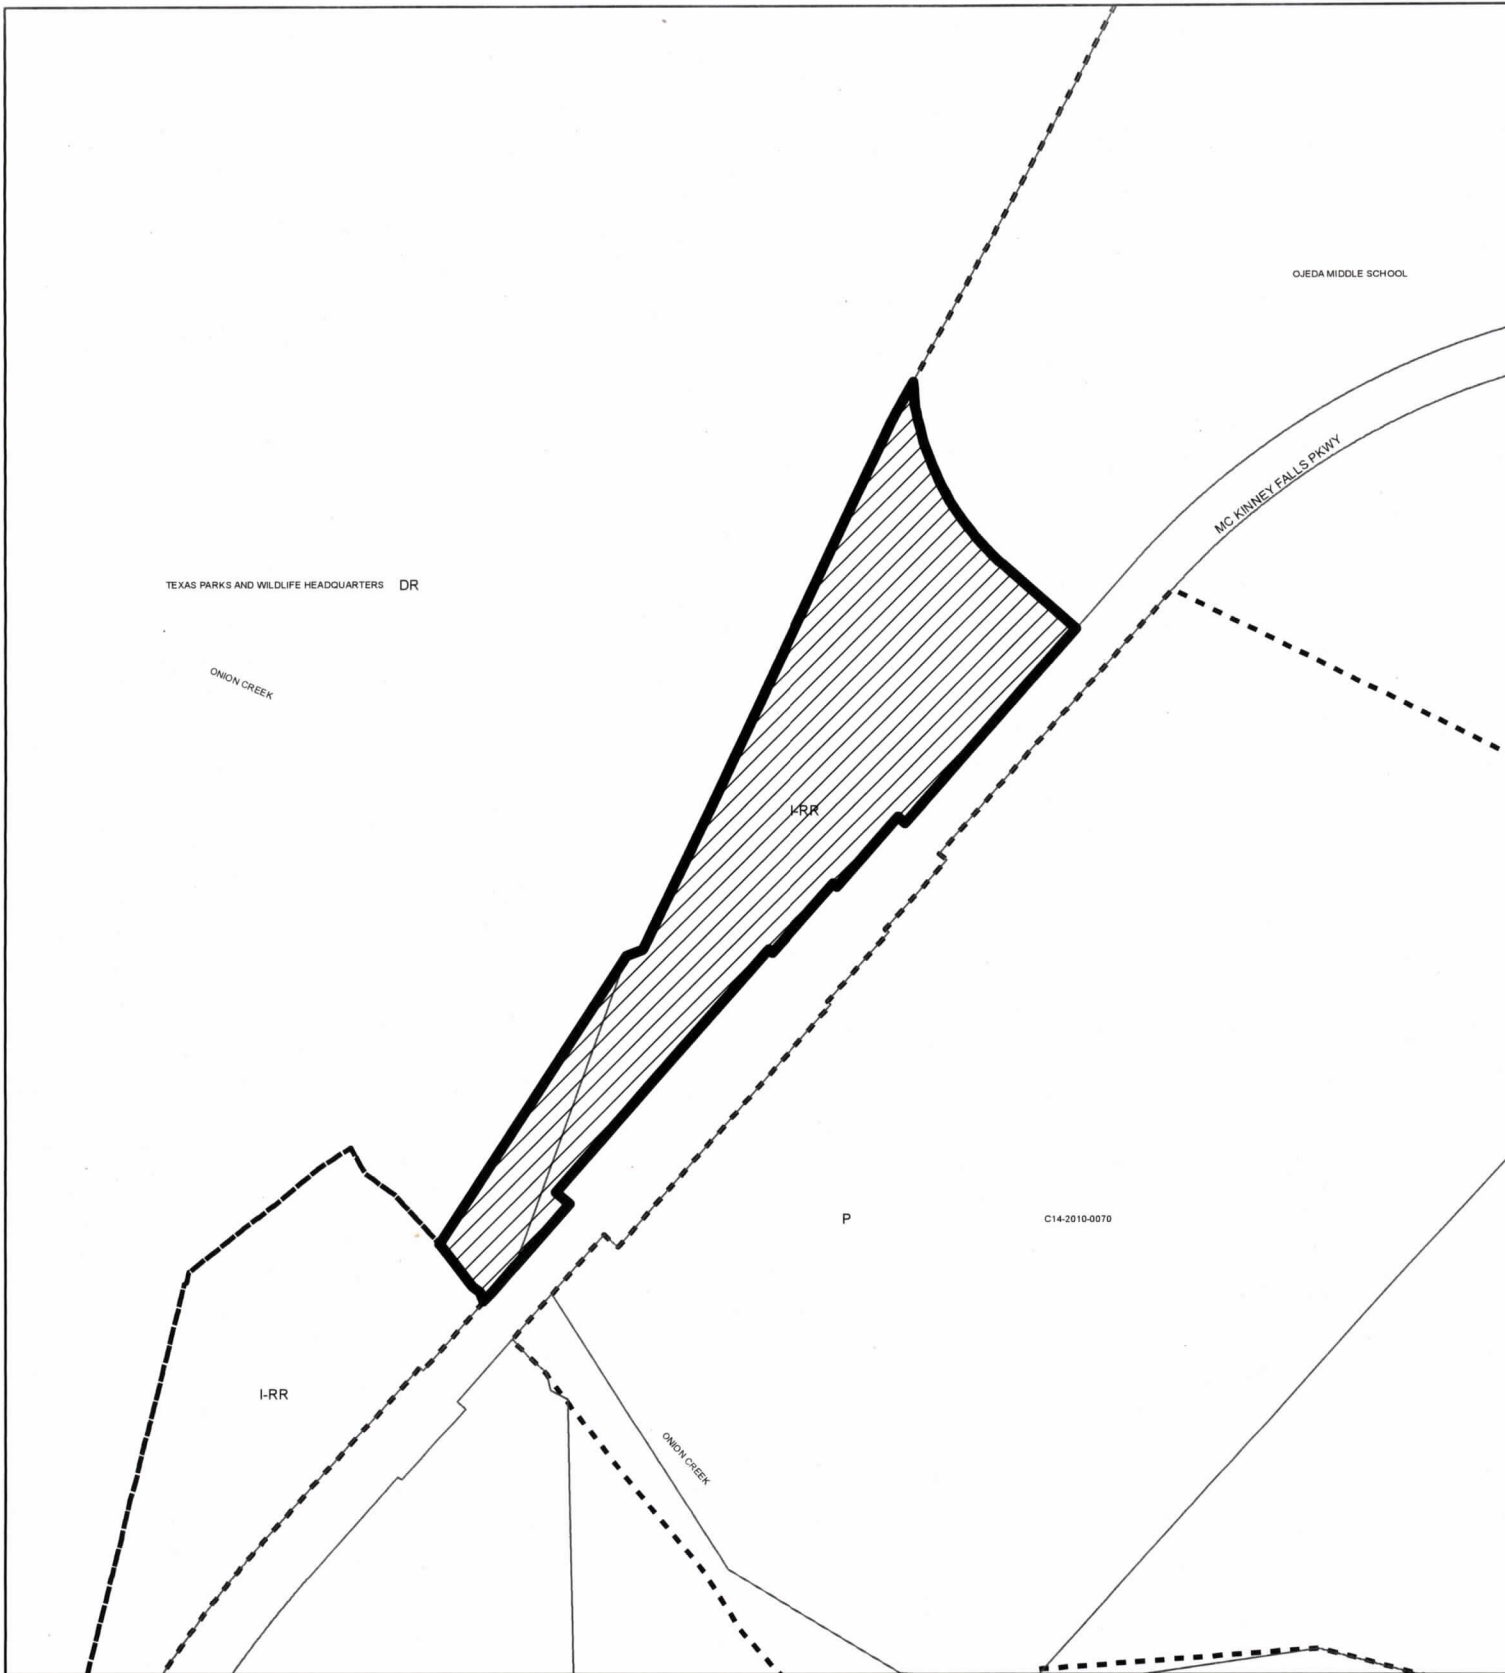 OJEDA MIDDLE SCHOOL
MC KINNEY FALLS PKWY
TEXAS PARKS AND WILDLIFE HEADQUARTERS DR
ONION CREEK
I-RR
P
C14-2010-0070
I-RR
ONION CREEK